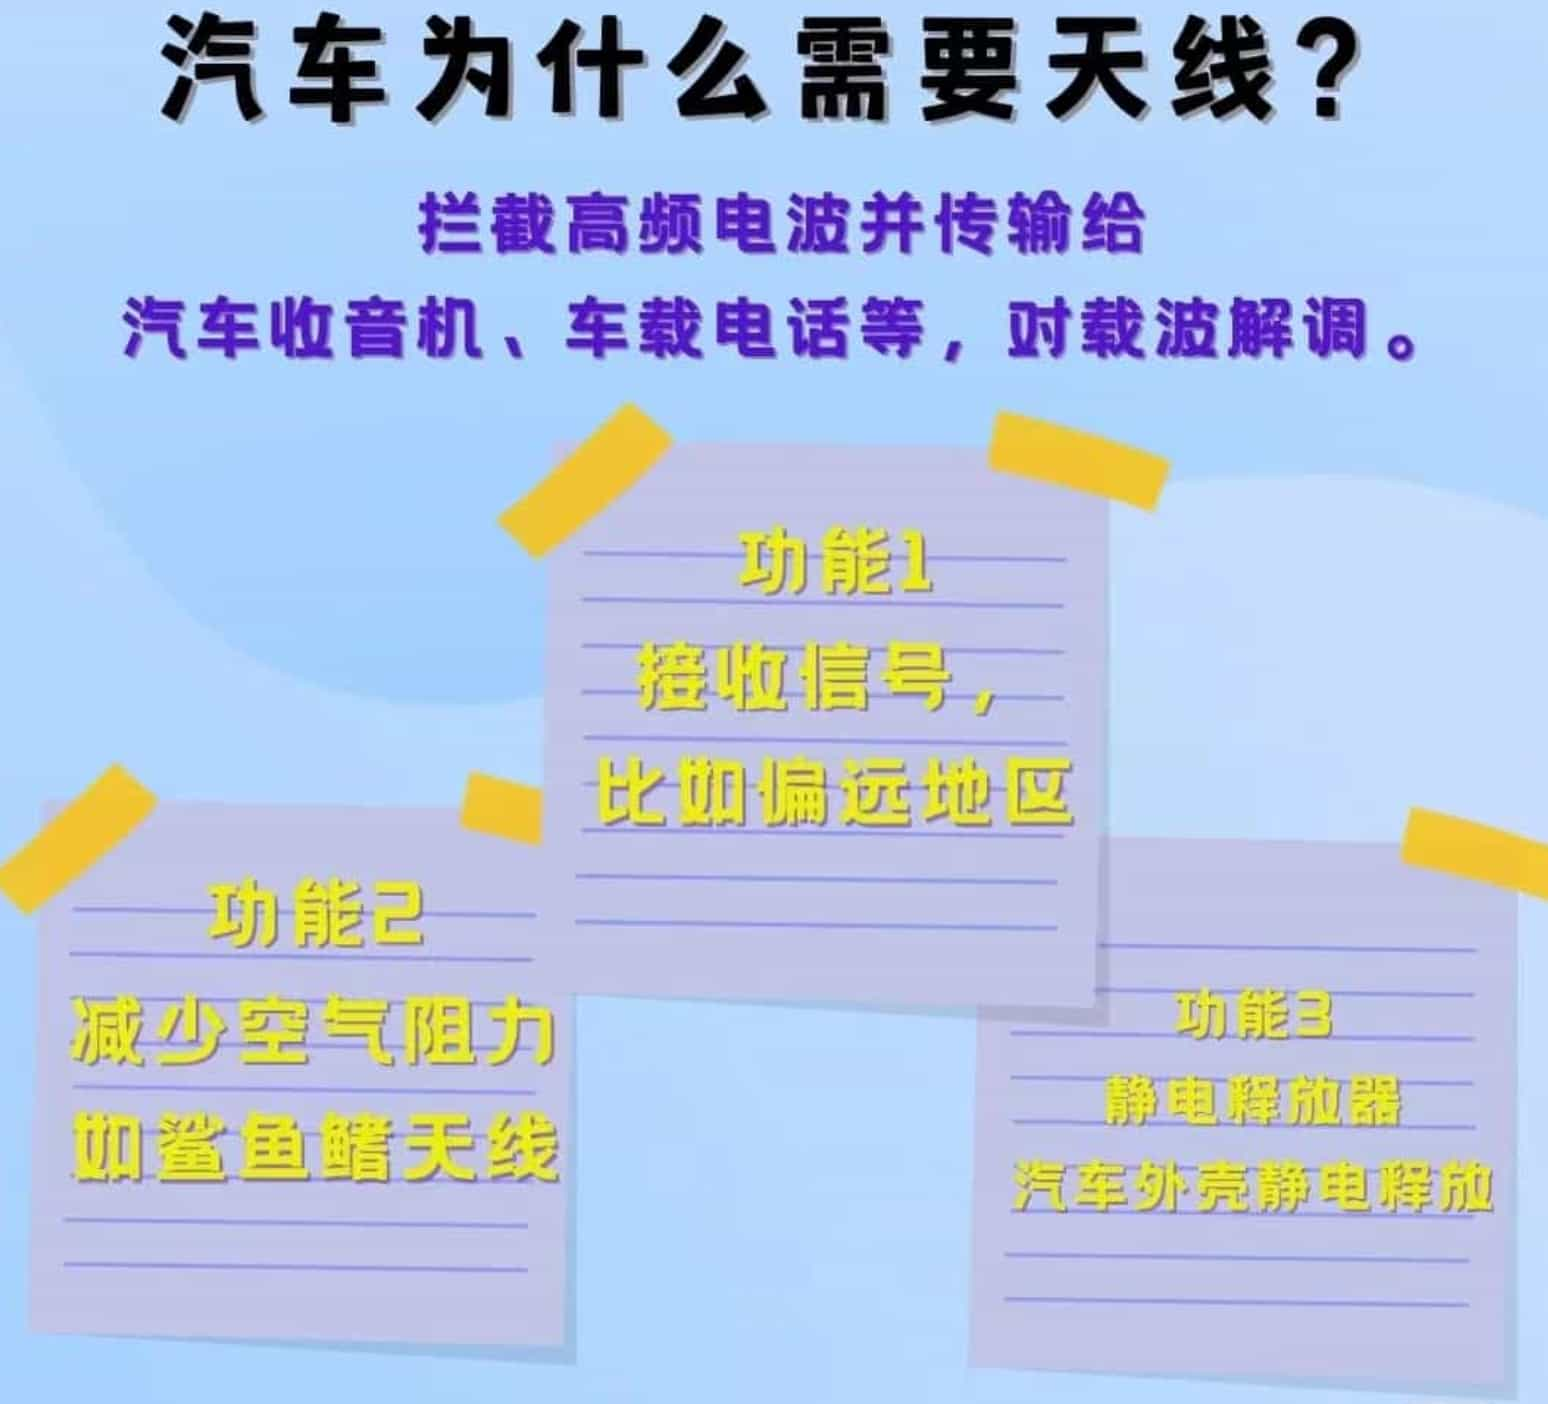 汽车为什么需要天线？
拦截高频电波并传输给
汽车收音机、车载电话等，对载波解调。
功能1
接收信号，
比如偏远地区
功能2
减少空气阻力
如鲨鱼鳍天线
功能3
静电释放器
汽车外壳静电释放